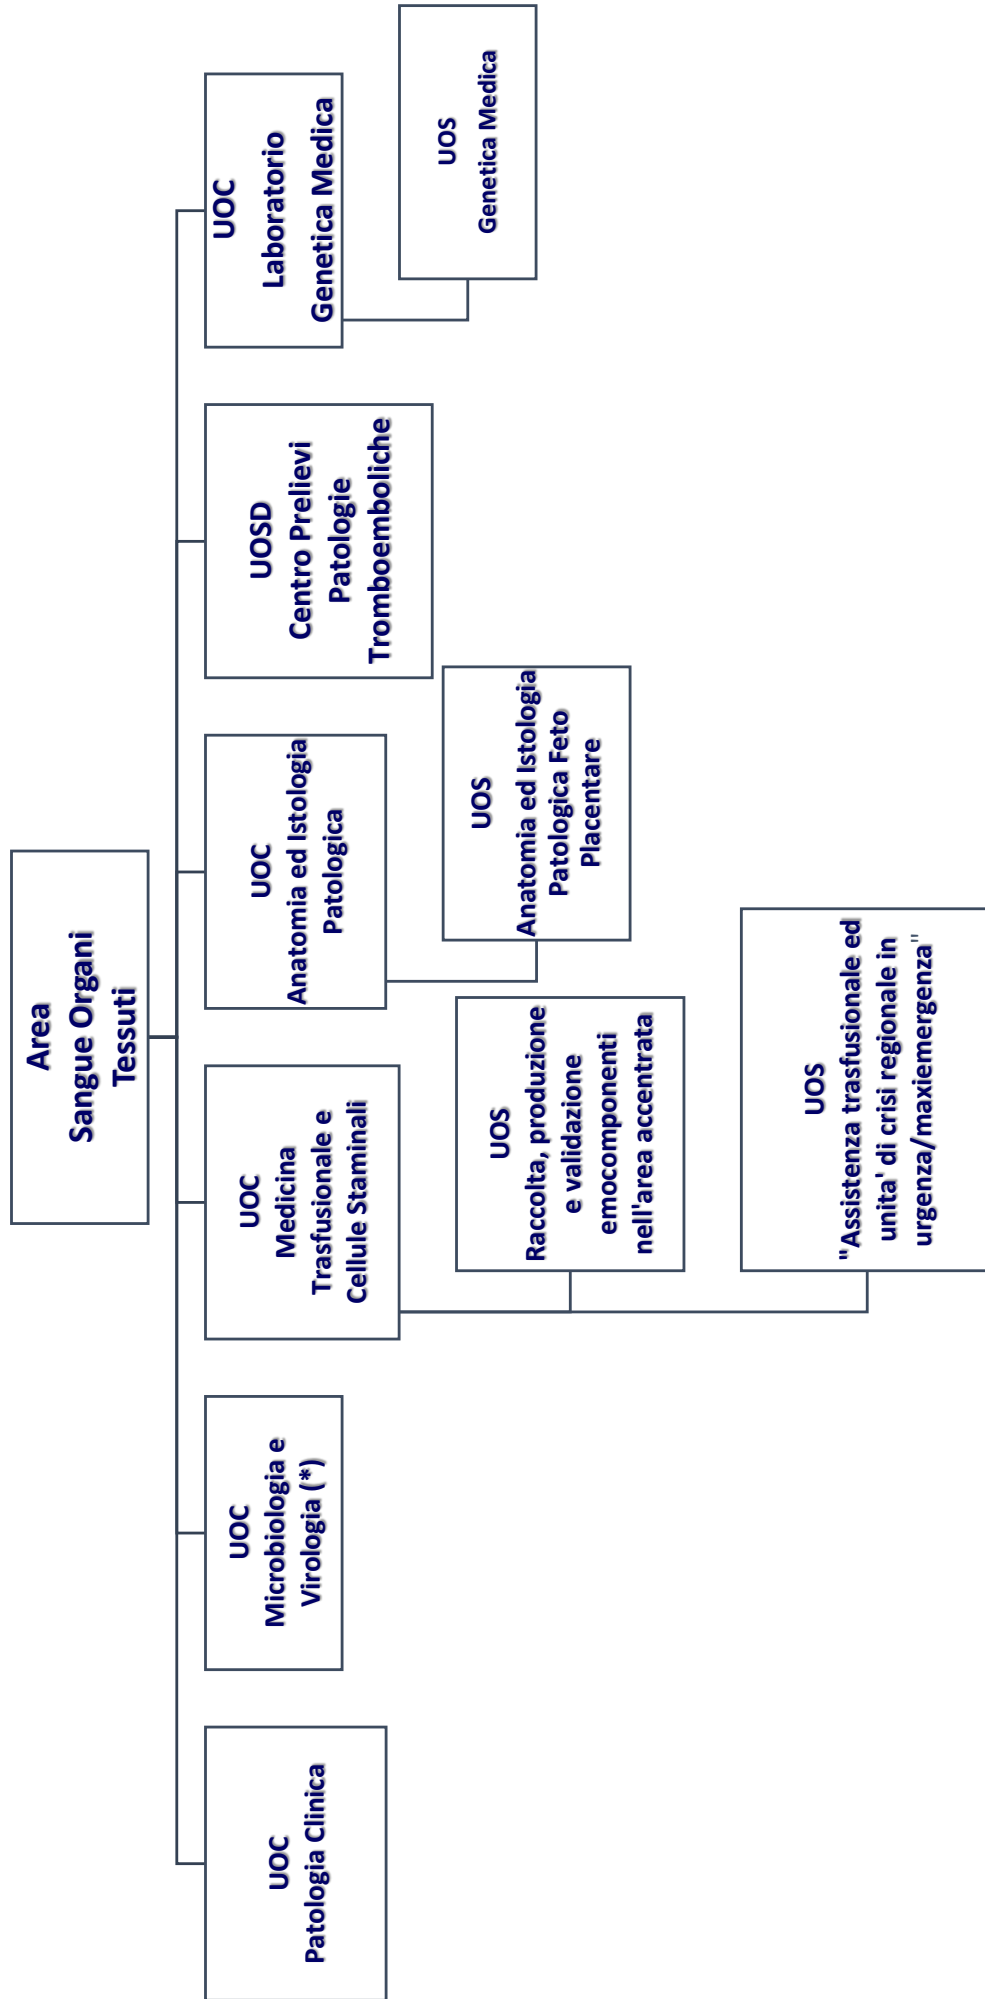 Area
Sangue Organi
Tessuti
UOC
Patologia Clinica
UOC
Microbiologia e
Virologia (*)
UOC
Medicina
Trasfusionale e
Cellule Staminali
UOS
Raccolta, produzione
e validazione
emocomponenti
nell'area accentrata
UOS
"Assistenza trasfusionale ed
unita' di crisi regionale in
urgenza/maxiemergenza"
UOC
Anatomia ed Istologia
Patologica
UOS
Anatomia ed Istologia
Patologica Feto
Placentare
UOSD
Centro Prelievi
Patologie
Tromboemboliche
UOC
Laboratorio
Genetica Medica
UOS
Genetica Medica